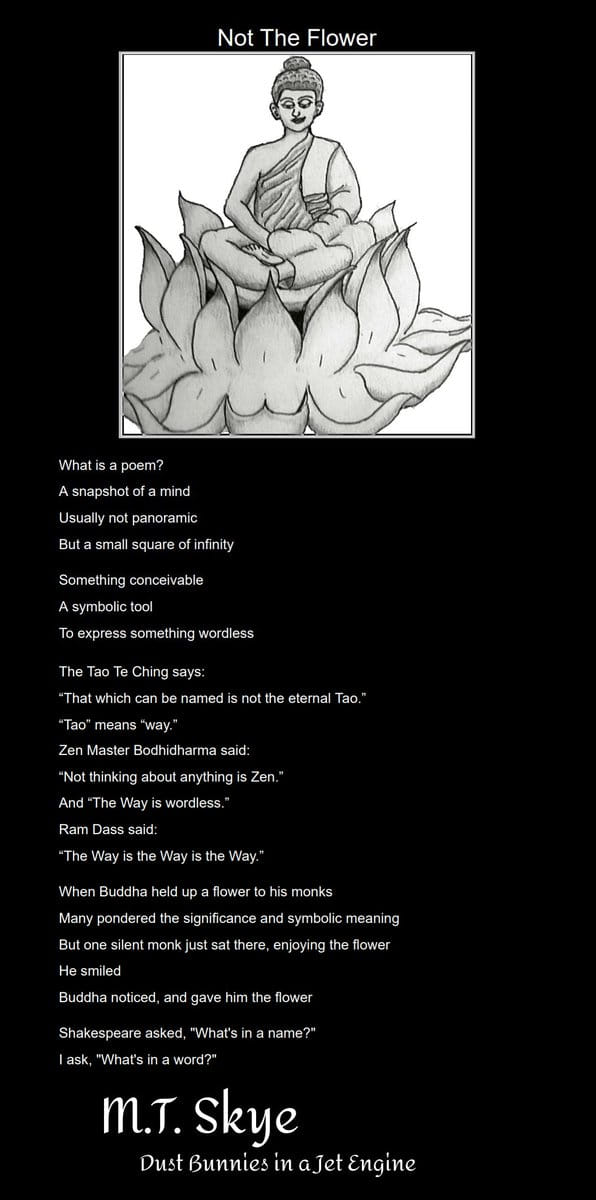 Not The Flower
What is a poem?
A snapshot of a mind
Usually not panoramic
But a small square of infinity
Something conceivable
A symbolic tool
To express something wordless
The Tao Te Ching says:
“That which can be named is not the eternal Tao.”
“Tao” means “way.”
Zen Master Bodhidharma said:
“Not thinking about anything is Zen.”
And “The Way is wordless.”
Ram Dass said:
“The Way is the Way is the Way.”
When Buddha held up a flower to his monks
Many pondered the significance and symbolic meaning
But one silent monk just sat there, enjoying the flower
He smiled
Buddha noticed, and gave him the flower
Shakespeare asked, "What's in a name?"
I ask, "What's in a word?"
M.T. Skye
Dust Bunnies in a Jet Engine